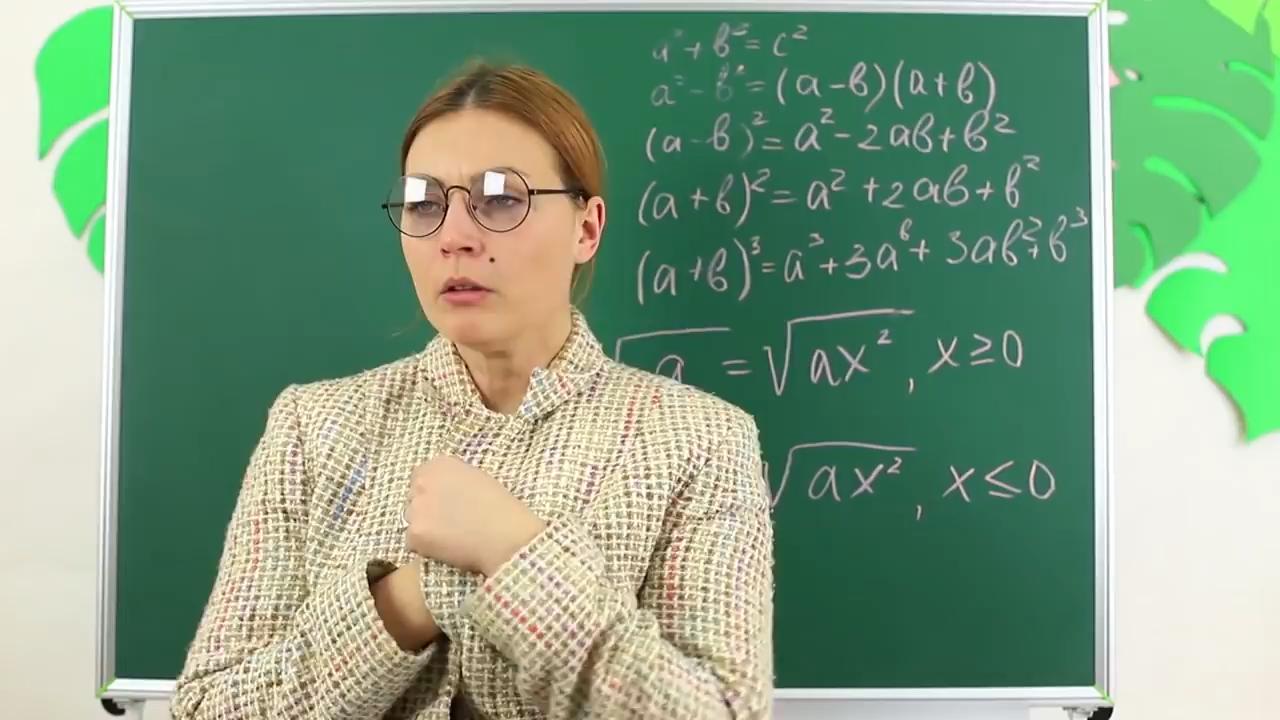 a² + b² = c²
a² - b² = (a - b)(a + b)
(a - b)² = a² - 2ab + b²
(a + b)² = a² + 2ab + b²
(a + b)³ = a³ + 3a^b + 3ab² + b³
√a = √ax², x ≥ 0
√ax², x ≤ 0